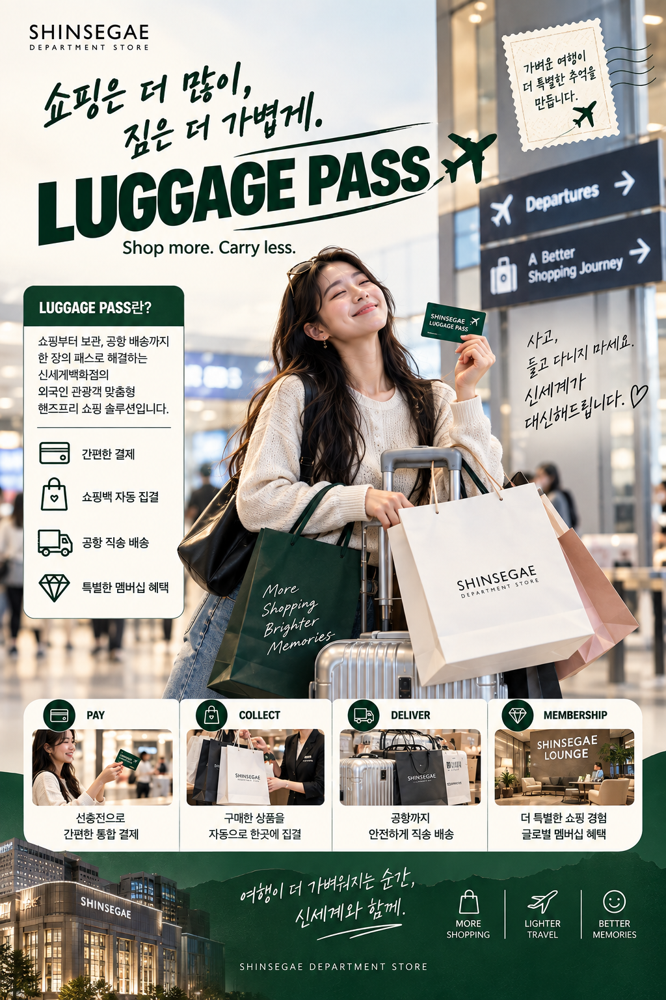 SHINSEGAE
DEPARTMENT STORE
쇼핑은 더 많이,
짐은 더 가볍게.
LUGGAGE PASS
Shop more. Carry less.
가벼운 여행이
더 특별한 추억을
만듭니다.
Departures
A Better
Shopping Journey
LUGGAGE PASS란?
쇼핑부터 보관, 공항 배송까지
한 장의 패스로 해결하는
신세게백화점의
외국인 관광객 맞춤형
핸즈프리 쇼핑 솔루션입니다.
간편한 결제
쇼핑백 자동 집결
공항 직송 배송
특별한 멤버십 혜택
SHINSEGAE
LUGGAGE PASS
사고,
들고 다니지 마세요.
신세계가
대신해드립니다.
More
Shopping
Brighter
Memories
SHINSEGAE
DEPARTMENT STORE
PAY
선충전으로
간편한 통합 결제
COLLECT
SHINSEGAE
구매한 상품을
자동으로 한곳에 집결
DELIVER
SHINSEGAE
공항까지
안전하게 직송 배송
MEMBERSHIP
SHINSEGAE
LOUNGE
더 특별한 쇼핑 경험
글로벌 멤버십 혜택
SHINSEGAE
여행이 더 가벼워지는 순간,
신세계와 함께.
MORE
SHOPPING
LIGHTER
TRAVEL
BETTER
MEMORIES
SHINSEGAE DEPARTMENT STORE